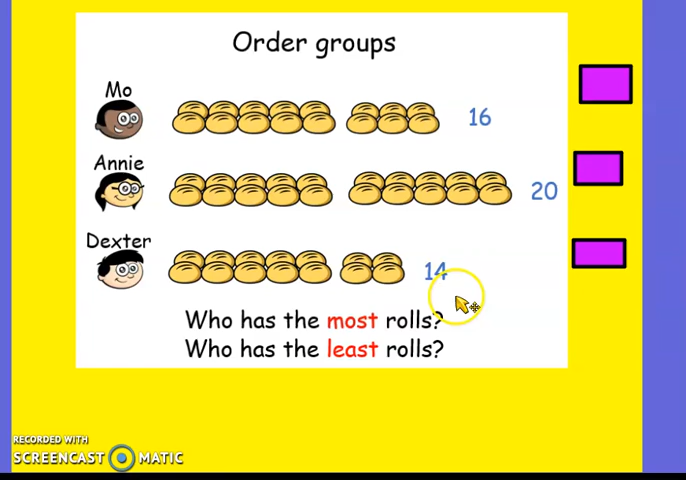 Order groups
Mo
16
Annie
20
Dexter
14
Who has the most rolls?
Who has the least rolls?
RECORDED WITH
SCREENCAST MATIC